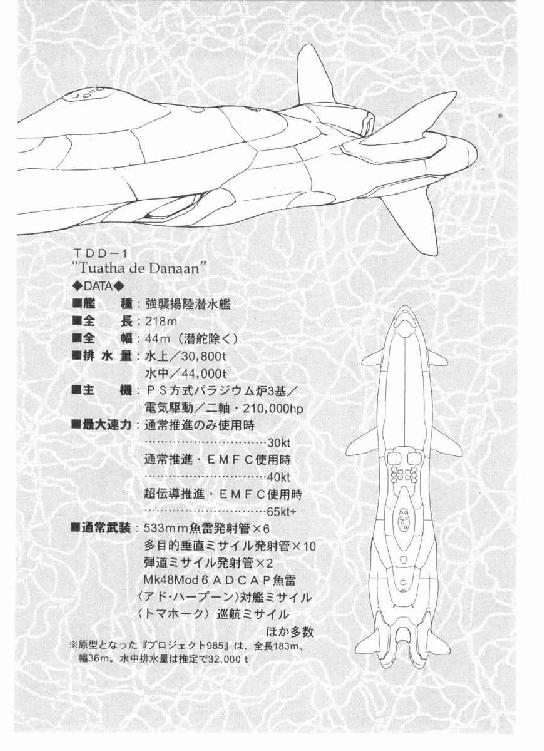 TDD-1
“Tuatha de Danaan”
◆DATA◆
■艦 種：強襲揚陸潜水艦
■全 長：218m
■全 幅：44m（潜舵除く）
■排水量：水上／30,800t
水中／44,000t
■主 機：PS方式パラジウム炉3基／
電気駆動／二軸・210,000hp
■最大速力：通常推進のみ使用時
……………………30kt
通常推進・EMFC使用時
……………………40kt
超伝導推進・EMFC使用時
……………………65kt+
■通常武装：533mm魚雷発射管×6
多目的垂直ミサイル発射管×10
弾道ミサイル発射管×2
Mk48Mod6ADCAP魚雷
〈アド・ハープーン〉対艦ミサイル
〈トマホーク〉巡航ミサイル
ほか多数
※原型となった『プロジェクト985』は、全長183m、
幅36m。水中排水量は推定で32,000t